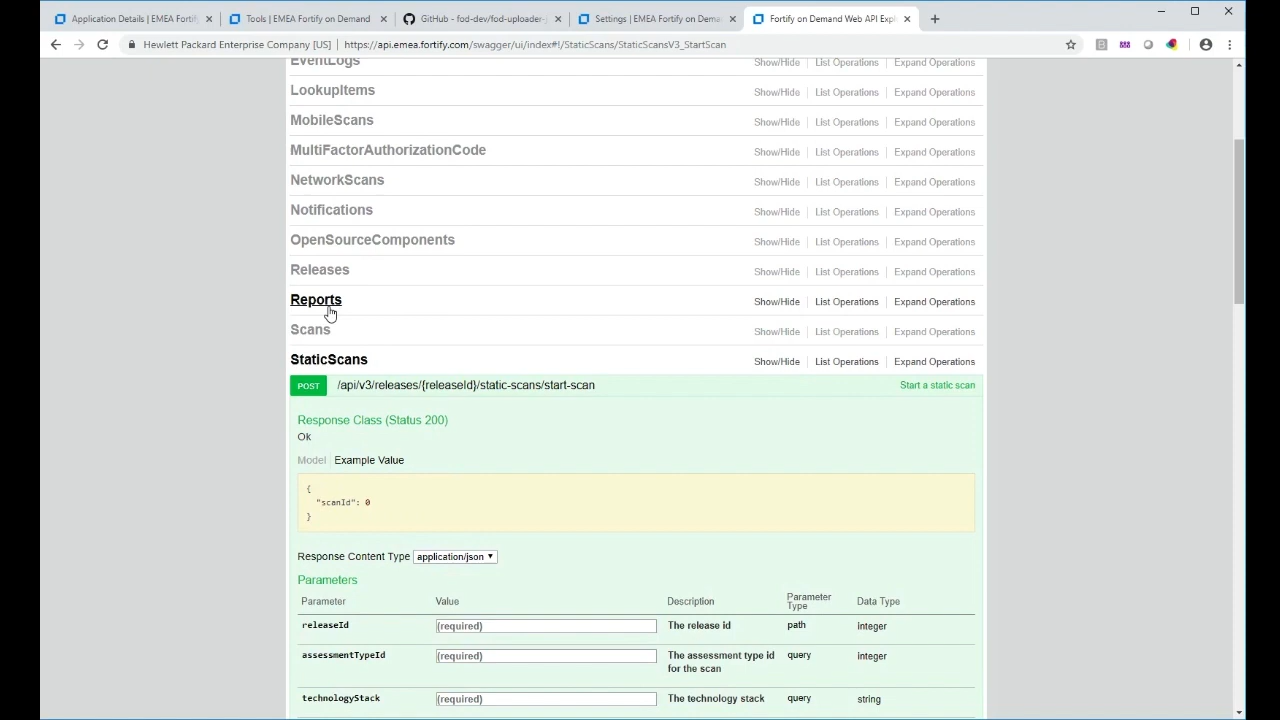 Application Details | EMEA Fortify
Tools | EMEA Fortify on Demand
GitHub - fod-dev/fod-uploader-
Settings | EMEA Fortify on Dema
Fortify on Demand Web API Expl
Hewlett Packard Enterprise Company [US] | https://api.emea.fortify.com/swagger/ui/index#!/StaticScans/StaticScansV3_StartScan
EventLogs Show/Hide List Operations Expand Operations
LookupItems Show/Hide List Operations Expand Operations
MobileScans Show/Hide List Operations Expand Operations
MultiFactorAuthorizationCode Show/Hide List Operations Expand Operations
NetworkScans Show/Hide List Operations Expand Operations
Notifications Show/Hide List Operations Expand Operations
OpenSourceComponents Show/Hide List Operations Expand Operations
Releases Show/Hide List Operations Expand Operations
Reports Show/Hide List Operations Expand Operations
Scans Show/Hide List Operations Expand Operations
StaticScans Show/Hide List Operations Expand Operations
POST /api/v3/releases/{releaseId}/static-scans/start-scan Start a static scan
Response Class (Status 200)
Ok
Model Example Value
{
"scanId": 0
}
Response Content Type application/json
Parameters
Parameter Value Description Parameter Type Data Type
releaseId (required) The release id path integer
assessmentTypeId (required) The assessment type id query integer
for the scan
technologyStack (required) The technology stack query string